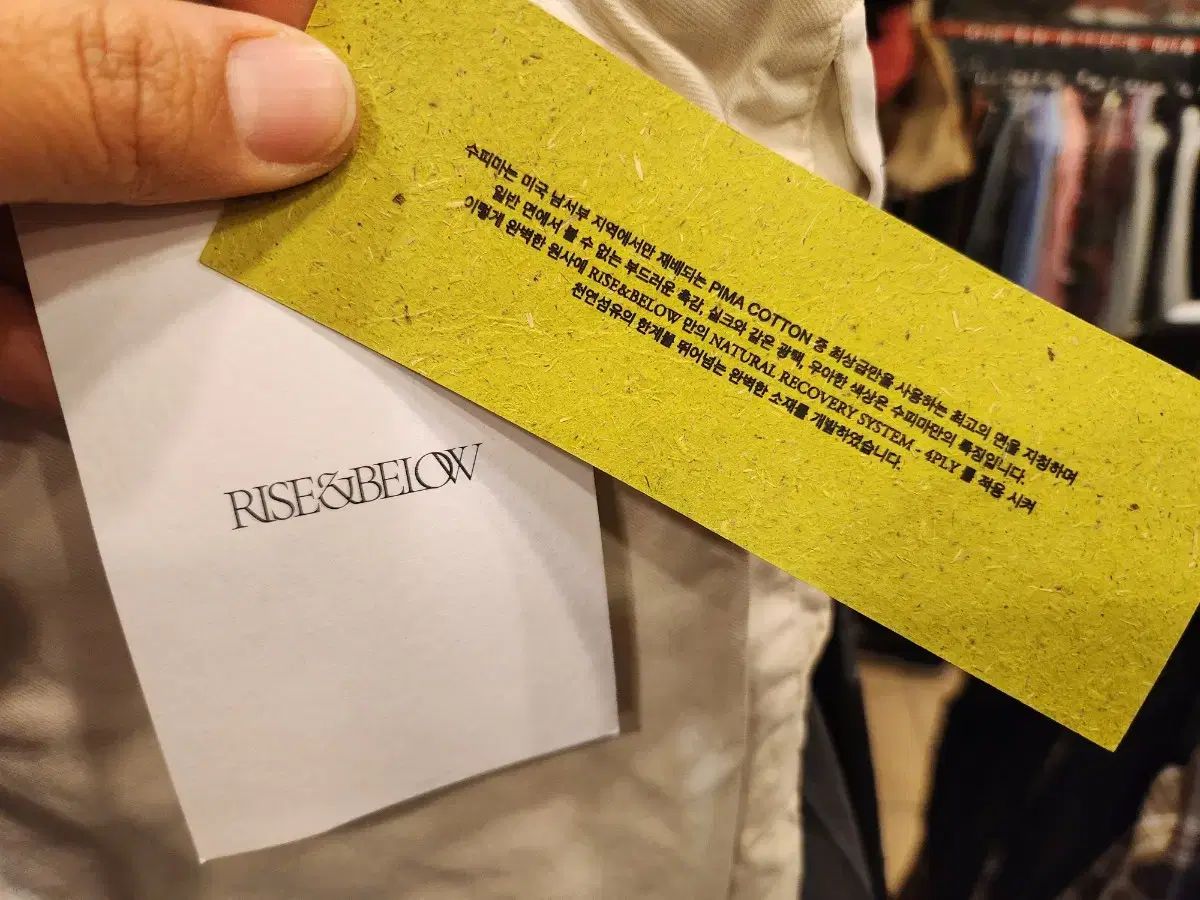 수피마는 미국 남서부 지역에서만 재배되는 PIMA COTTON 중 최상급만을 사용하는 최고의 면을 지칭하며
일반 면에서 볼 수 없는 부드러운 촉감, 실크와 같은 광택, 우아한 색상은 수피마만의 특징입니다.
이렇게 완벽한 원사에 RISE&BELOW 만의 NATURAL RECOVERY SYSTEM - 4PLY 를 적용 시켜
천연섬유의 한계를 뛰어넘는 완벽한 소재를 개발하였습니다.
RISE&BELOW